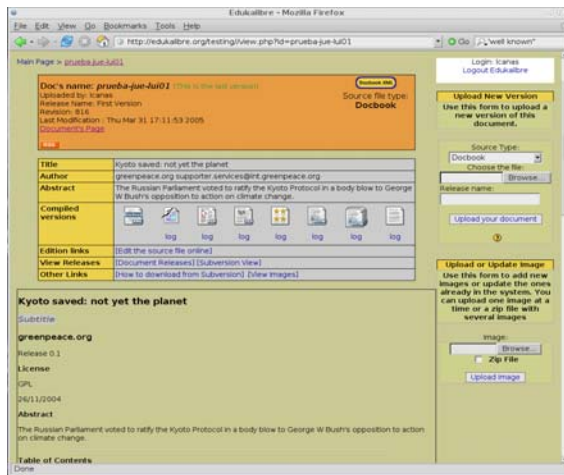 Edukalibre - Mozilla Firefox
File Edit View Go Bookmarks Tools Help
http://edukalibre.org/testing/view.php?id=prueba-jue-lui01
Go
"well known"
Main Page > prueba-jue-lui01
Login: lcanas
Logout Edukalibre
Doc's name: prueba-jue-lui01 (This is the last version)
Uploaded by: lcanas
Release Name: First Version
Revision: 816
Last Modification : Thu Mar 31 17:11:53 2005
Document's Page
RSS
Docbook XML
Source file type:
Docbook
Title Kyoto saved: not yet the planet
Author greenpeace.org supporter.services@int.greenpeace.org
Abstract The Russian Parliament voted to ratify the Kyoto Protocol in a body blow to George
W Bush's opposition to action on climate change.
Compiled
versions
log log log log log log log
Edition links [Edit the source file online]
View Releases [Document Releases] [Subversion View]
Other Links [How to download from Subversion] [View images]
Kyoto saved: not yet the planet
Subtitle
greenpeace.org
Release 0.1
License
GPL
26/11/2004
Abstract
The Russian Parliament voted to ratify the Kyoto Protocol in a body blow to George W Bush's opposition to action
on climate change.
Table of Contents
Upload New Version
Use this form to upload a
new version of this
document.
Source Type:
Docbook
Choose the file:
Browse...
Release name:
Upload your document
Upload or Update Image
Use this form to add new
images or update the ones
already in the system. You
can upload one image at a
time or a zip file with
several images
Image:
Browse...
Zip File
Upload image
Done